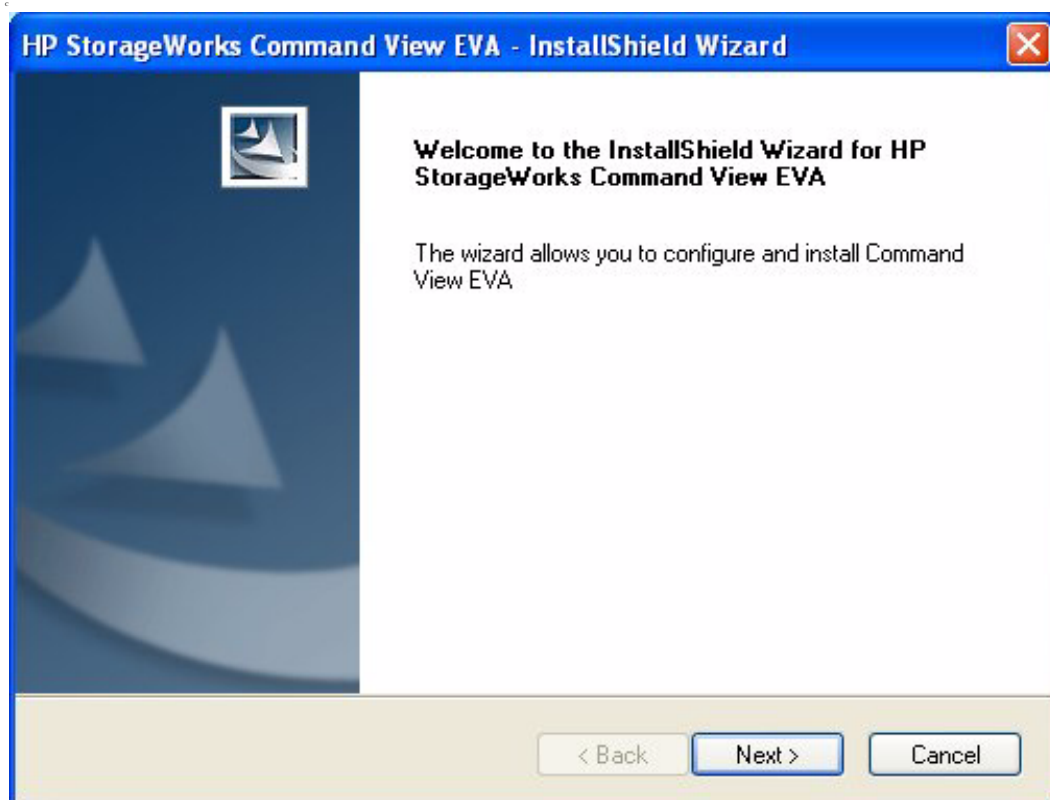 HP StorageWorks Command View EVA - InstallShield Wizard
Welcome to the InstallShield Wizard for HP
StorageWorks Command View EVA
The wizard allows you to configure and install Command
View EVA
< Back
Next >
Cancel